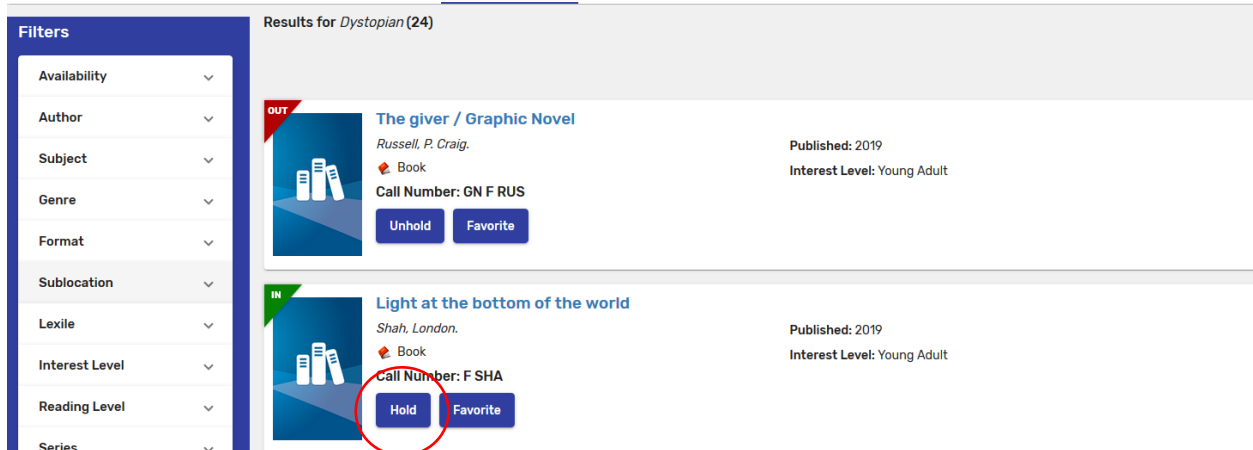 Filters
Availability
Author
Subject
Genre
Format
Sublocation
Lexile
Interest Level
Reading Level
Series
Results for Dystopian (24)
OUT
The giver / Graphic Novel
Russell, P. Craig.
Book
Call Number: GN F RUS
Unhold Favorite
Published: 2019
Interest Level: Young Adult
IN
Light at the bottom of the world
Shah, London.
Book
Call Number: F SHA
Hold Favorite
Published: 2019
Interest Level: Young Adult